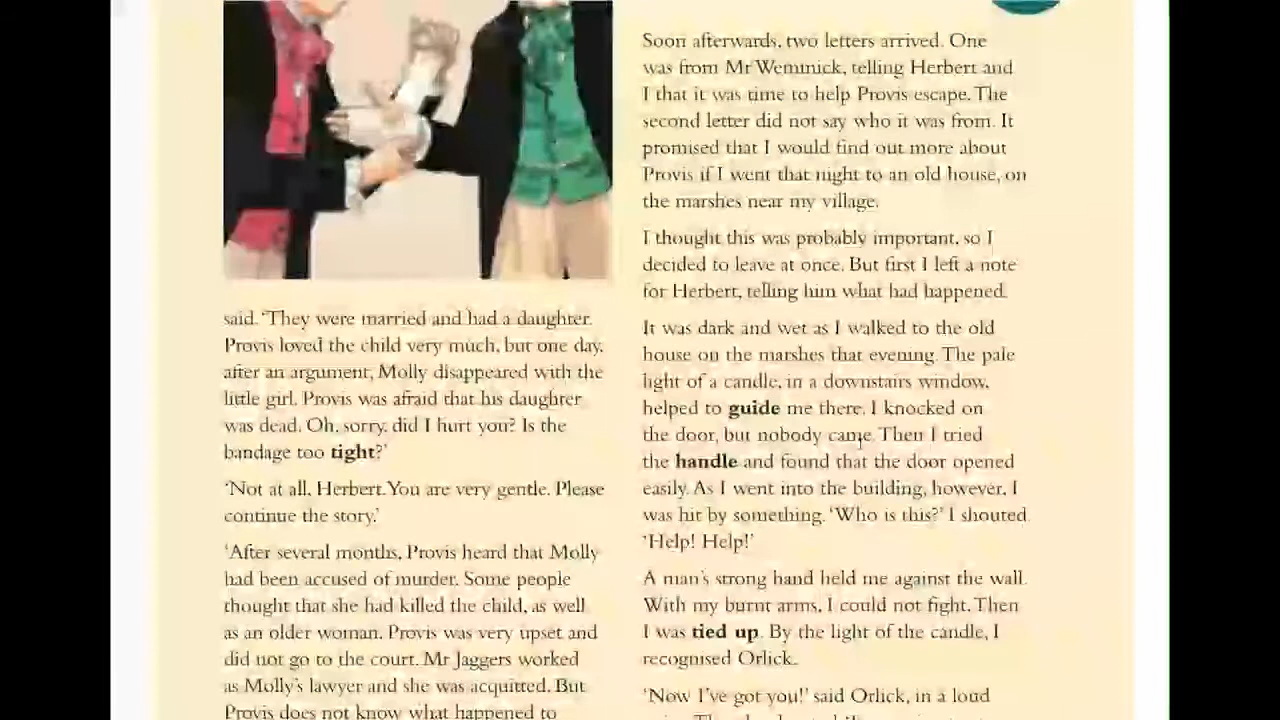 said. 'They were married and had a daughter.
Provis loved the child very much, but one day,
after an argument, Molly disappeared with the
little girl. Provis was afraid that his daughter
was dead. Oh, sorry, did I hurt you? Is the
bandage too tight?'
'Not at all, Herbert. You are very gentle. Please
continue the story.'
'After several months, Provis heard that Molly
had been accused of murder. Some people
thought that she had killed the child, as well
as an older woman. Provis was very upset and
did not go to the court. Mr Jaggers worked
as Molly's lawyer and she was acquitted. But
Provis does not know what happened to
Soon afterwards, two letters arrived. One
was from Mr Wemmick, telling Herbert and
I that it was time to help Provis escape. The
second letter did not say who it was from. It
promised that I would find out more about
Provis if I went that night to an old house, on
the marshes near my village.
I thought this was probably important, so I
decided to leave at once. But first I left a note
for Herbert, telling him what had happened.
It was dark and wet as I walked to the old
house on the marshes that evening. The pale
light of a candle, in a downstairs window,
helped to guide me there. I knocked on
the door, but nobody came. Then I tried
the handle and found that the door opened
easily. As I went into the building, however, I
was hit by something. 'Who is this?' I shouted.
'Help! Help!'
A man's strong hand held me against the wall.
With my burnt arms, I could not fight. Then
I was tied up. By the light of the candle, I
recognised Orlick.
'Now I've got you!' said Orlick, in a loud